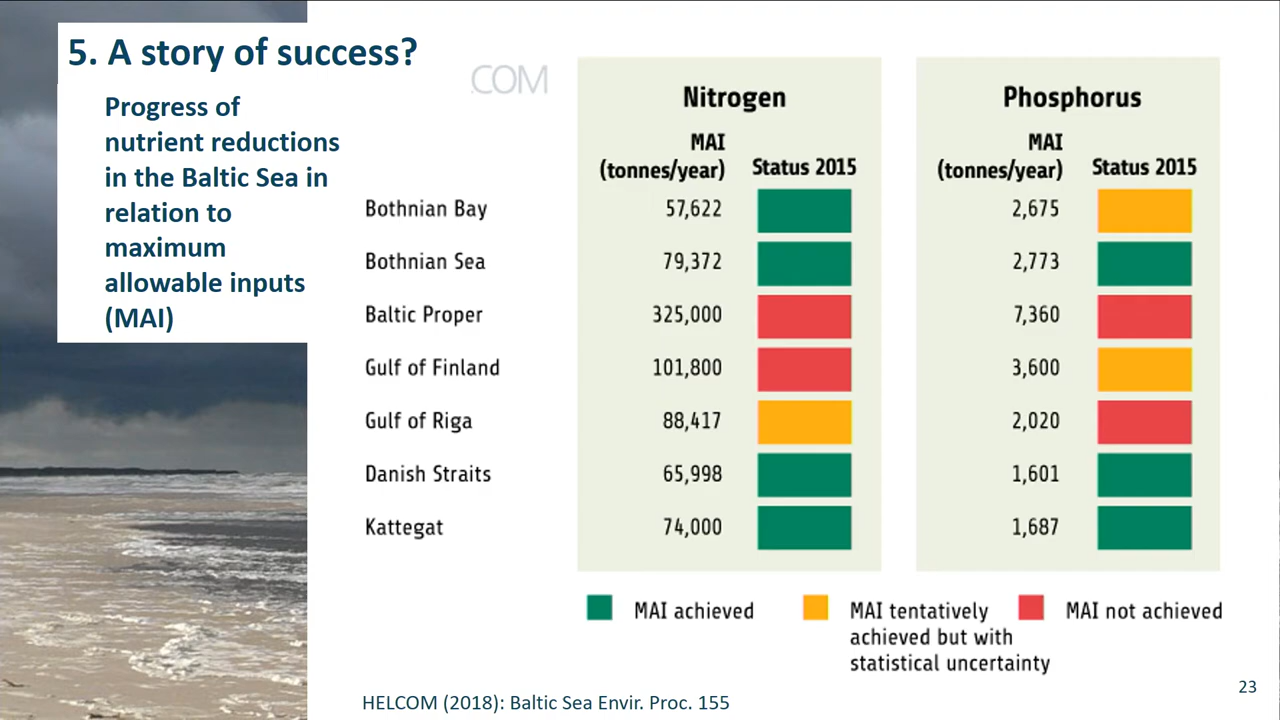 5. A story of success?
Progress of
nutrient reductions
in the Baltic Sea in
relation to
maximum
allowable inputs
(MAI)
.COM
Nitrogen
Phosphorus
MAI
(tonnes/year) Status 2015
MAI
(tonnes/year) Status 2015
Bothnian Bay 57,622 2,675
Bothnian Sea 79,372 2,773
Baltic Proper 325,000 7,360
Gulf of Finland 101,800 3,600
Gulf of Riga 88,417 2,020
Danish Straits 65,998 1,601
Kattegat 74,000 1,687
MAI achieved
MAI tentatively
achieved but with
statistical uncertainty
MAI not achieved
HELCOM (2018): Baltic Sea Envir. Proc. 155
23